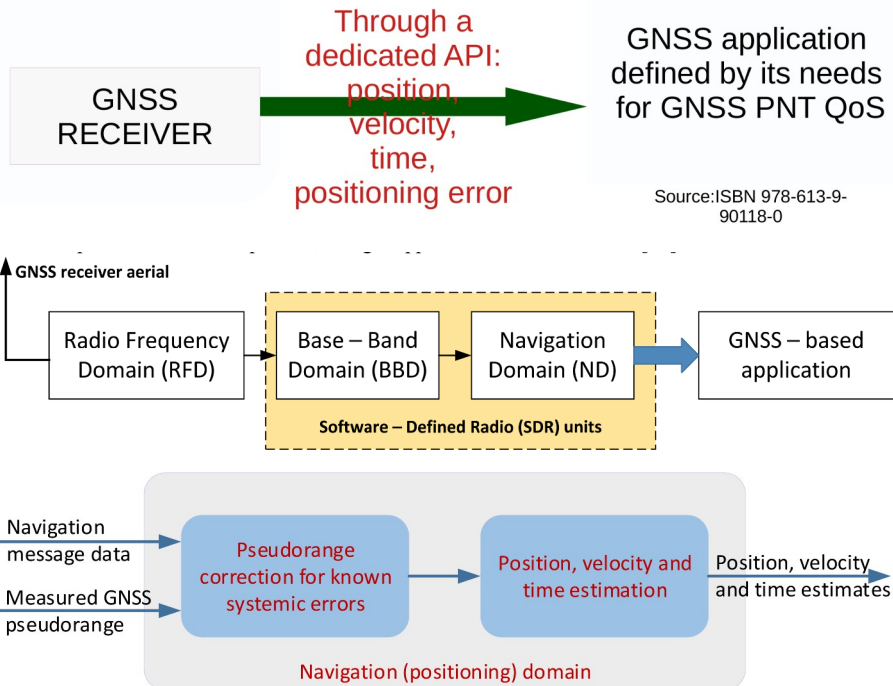 Through a
dedicated API:
position,
velocity,
time,
positioning error
GNSS
RECEIVER
GNSS application
defined by its needs
for GNSS PNT QoS
Source:ISBN 978-613-9-
90118-0
GNSS receiver aerial
Radio Frequency
Domain (RFD)
Base – Band
Domain (BBD)
Navigation
Domain (ND)
GNSS – based
application
Software – Defined Radio (SDR) units
Navigation
message data
Measured GNSS
pseudorange
Pseudorange
correction for known
systemic errors
Position, velocity and
time estimation
Position, velocity
and time estimates
Navigation (positioning) domain